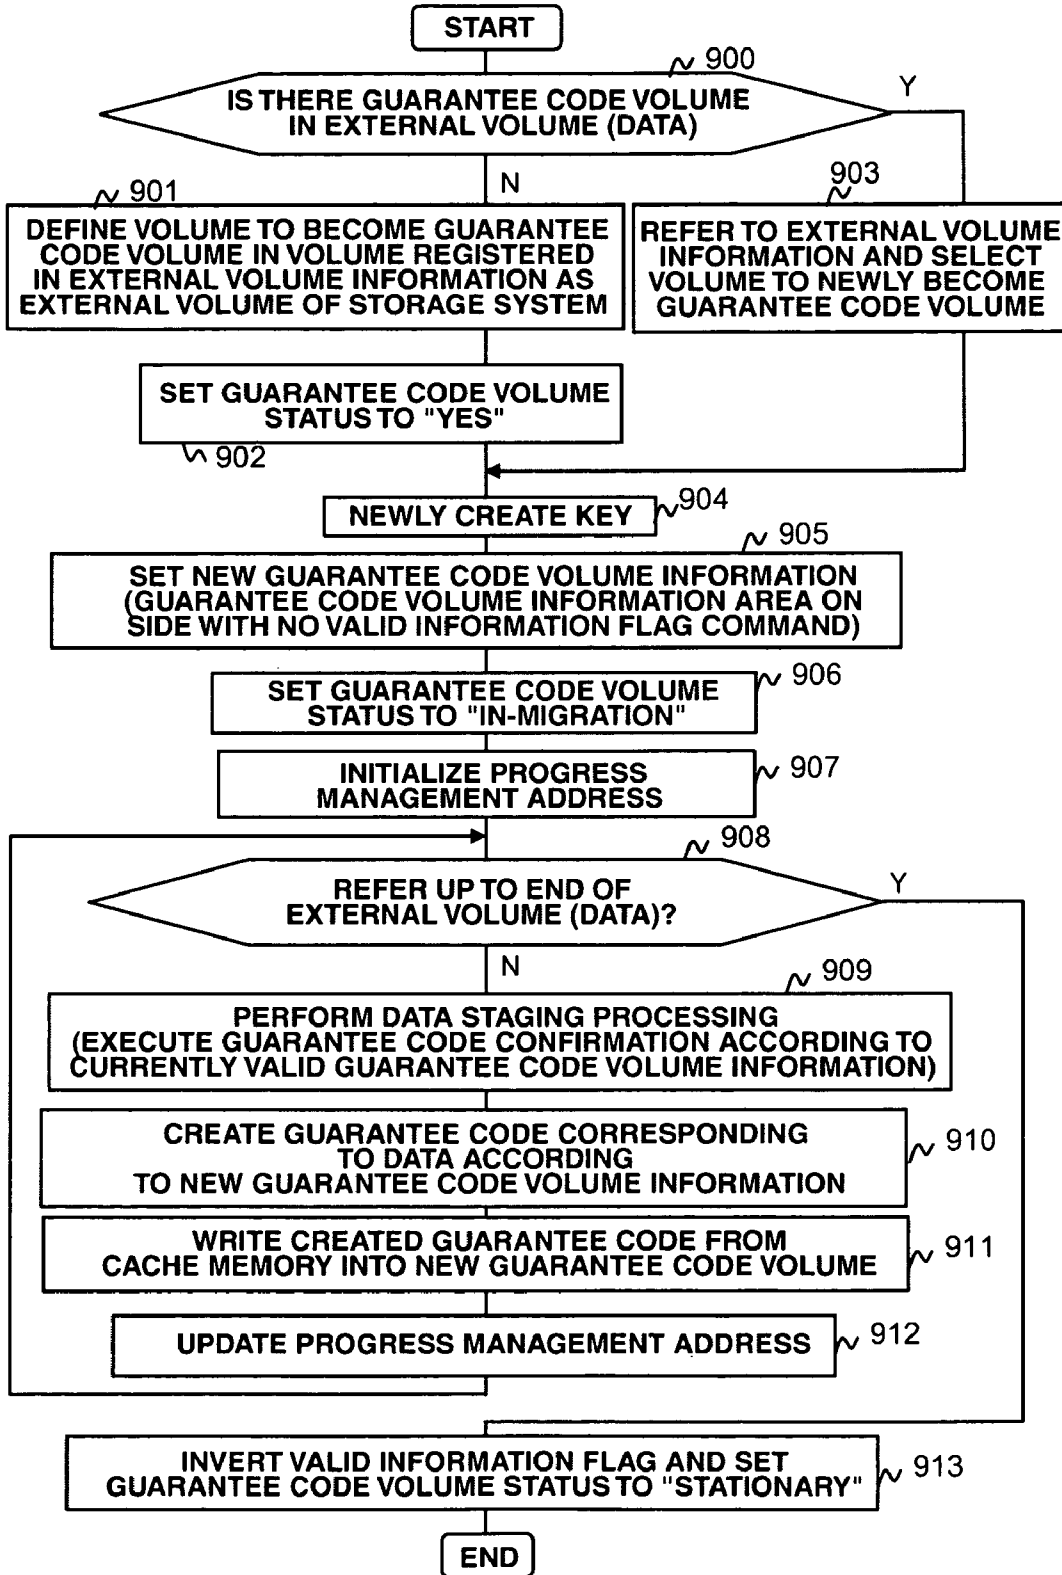 START
900
IS THERE GUARANTEE CODE VOLUME
IN EXTERNAL VOLUME (DATA)
Y
N
901
DEFINE VOLUME TO BECOME GUARANTEE
CODE VOLUME IN VOLUME REGISTERED
IN EXTERNAL VOLUME INFORMATION AS
EXTERNAL VOLUME OF STORAGE SYSTEM
903
REFER TO EXTERNAL VOLUME
INFORMATION AND SELECT
VOLUME TO NEWLY BECOME
GUARANTEE CODE VOLUME
SET GUARANTEE CODE VOLUME
STATUS TO "YES"
902
NEWLY CREATE KEY
904
905
SET NEW GUARANTEE CODE VOLUME INFORMATION
(GUARANTEE CODE VOLUME INFORMATION AREA ON
SIDE WITH NO VALID INFORMATION FLAG COMMAND)
SET GUARANTEE CODE VOLUME
STATUS TO "IN-MIGRATION"
906
INITIALIZE PROGRESS
MANAGEMENT ADDRESS
907
908
REFER UP TO END OF
EXTERNAL VOLUME (DATA)?
Y
N
909
PERFORM DATA STAGING PROCESSING
(EXECUTE GUARANTEE CODE CONFIRMATION ACCORDING TO
CURRENTLY VALID GUARANTEE CODE VOLUME INFORMATION)
CREATE GUARANTEE CODE CORRESPONDING
TO DATA ACCORDING
TO NEW GUARANTEE CODE VOLUME INFORMATION
910
WRITE CREATED GUARANTEE CODE FROM
CACHE MEMORY INTO NEW GUARANTEE CODE VOLUME
911
UPDATE PROGRESS MANAGEMENT ADDRESS
912
INVERT VALID INFORMATION FLAG AND SET
GUARANTEE CODE VOLUME STATUS TO "STATIONARY"
913
END